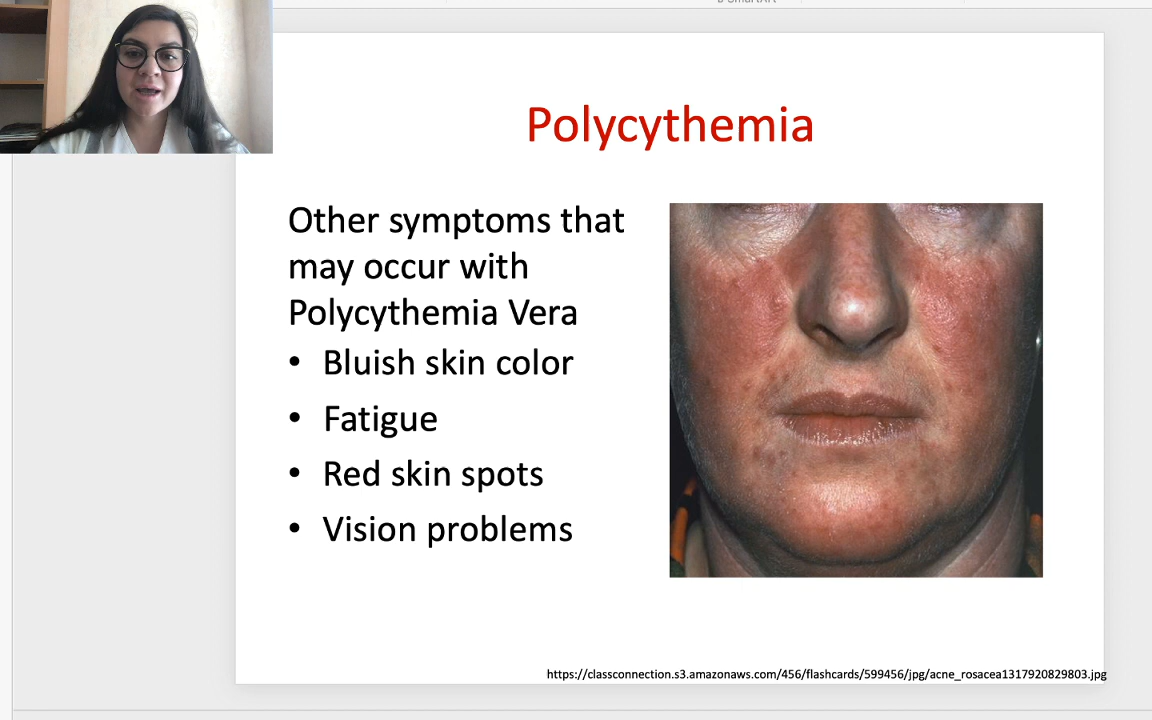 Polycythemia
Other symptoms that
may occur with
Polycythemia Vera
• Bluish skin color
• Fatigue
• Red skin spots
• Vision problems
https://classconnection.s3.amazonaws.com/456/flashcards/599456/jpg/acne_rosacea1317920829803.jpg